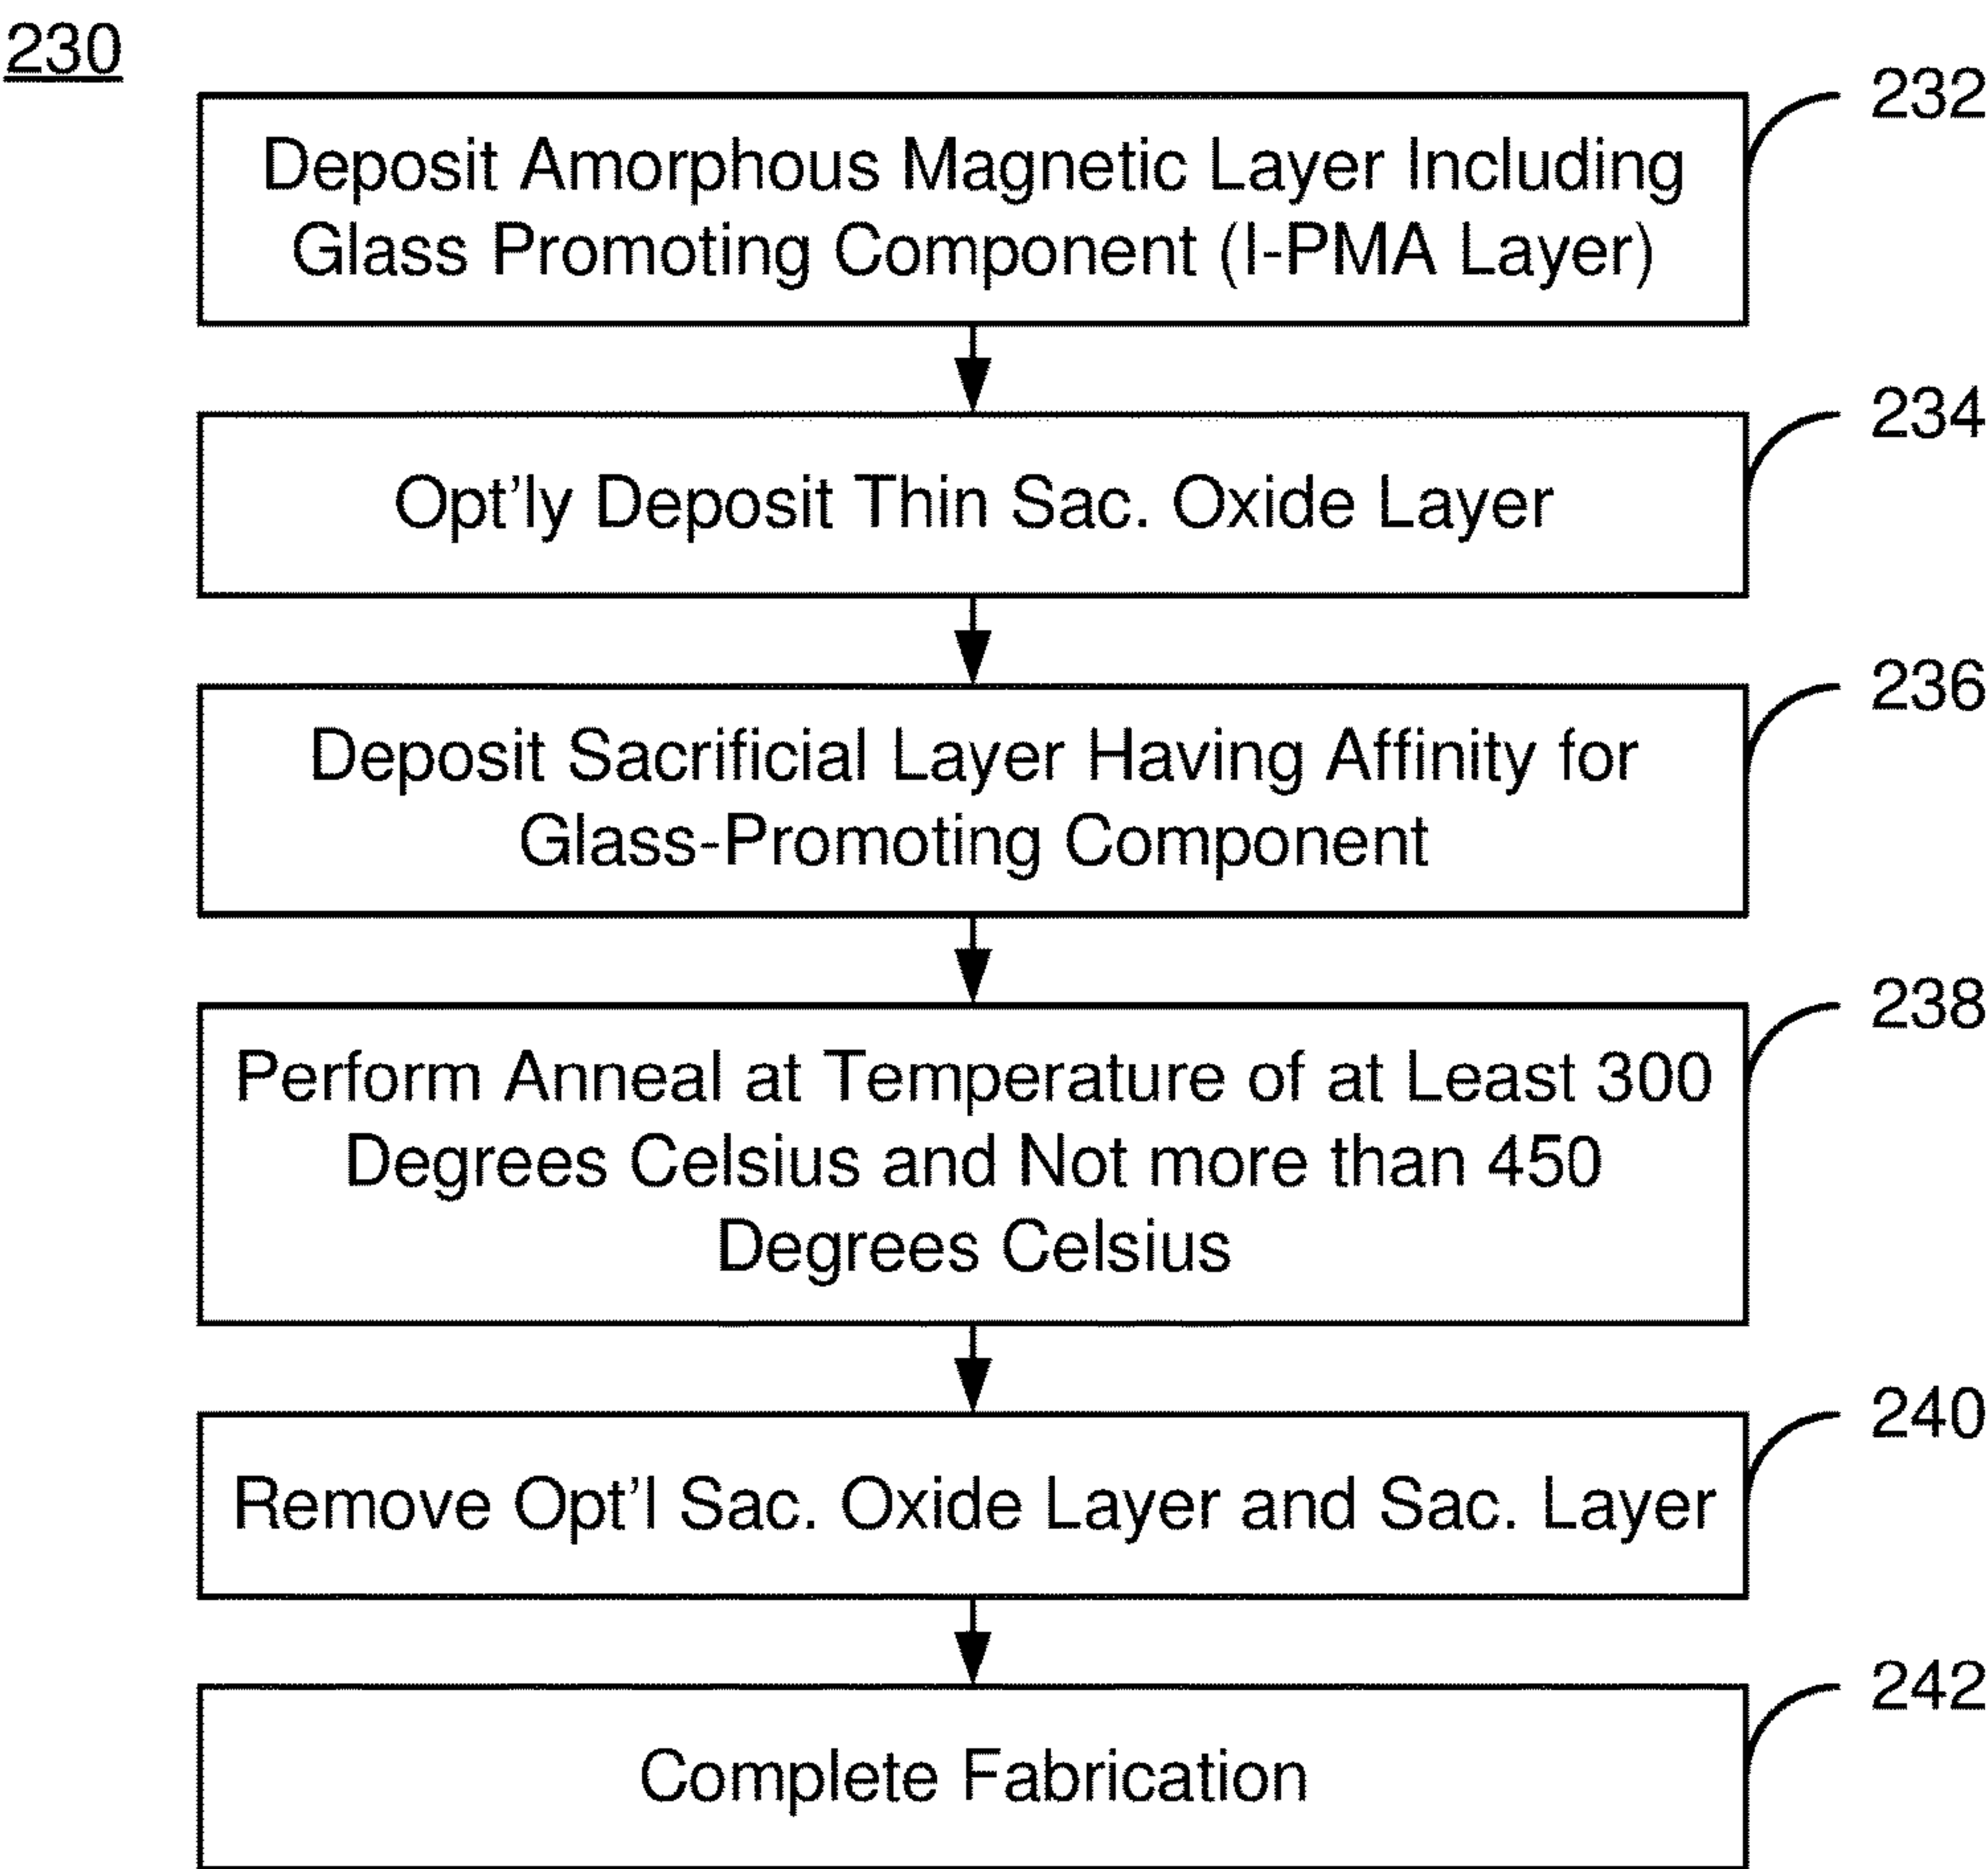 230
232
Deposit Amorphous Magnetic Layer Including
Glass Promoting Component (I-PMA Layer)
234
Opt'ly Deposit Thin Sac. Oxide Layer
236
Deposit Sacrificial Layer Having Affinity for
Glass-Promoting Component
238
Perform Anneal at Temperature of at Least 300
Degrees Celsius and Not more than 450
Degrees Celsius
240
Remove Opt'l Sac. Oxide Layer and Sac. Layer
242
Complete Fabrication